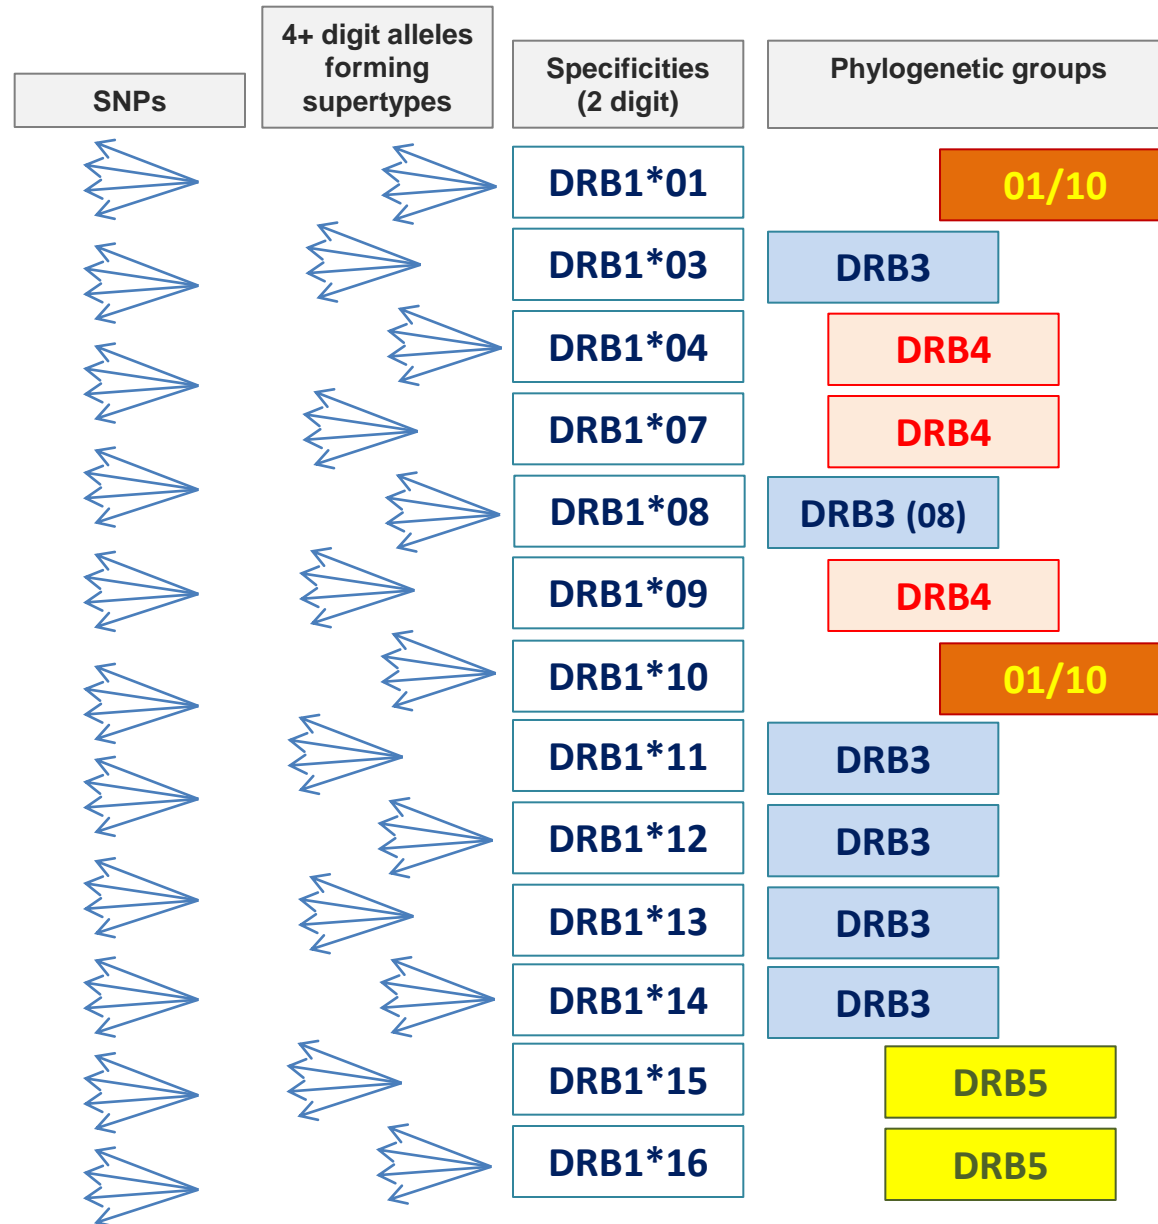 SNPs
4+ digit alleles
forming
supertypes
Specificities
(2 digit)
Phylogenetic groups
DRB1*01
01/10
DRB1*03
DRB3
DRB1*04
DRB4
DRB1*07
DRB4
DRB1*08
DRB3 (08)
DRB1*09
DRB4
DRB1*10
01/10
DRB1*11
DRB3
DRB1*12
DRB3
DRB1*13
DRB3
DRB1*14
DRB3
DRB1*15
DRB5
DRB1*16
DRB5